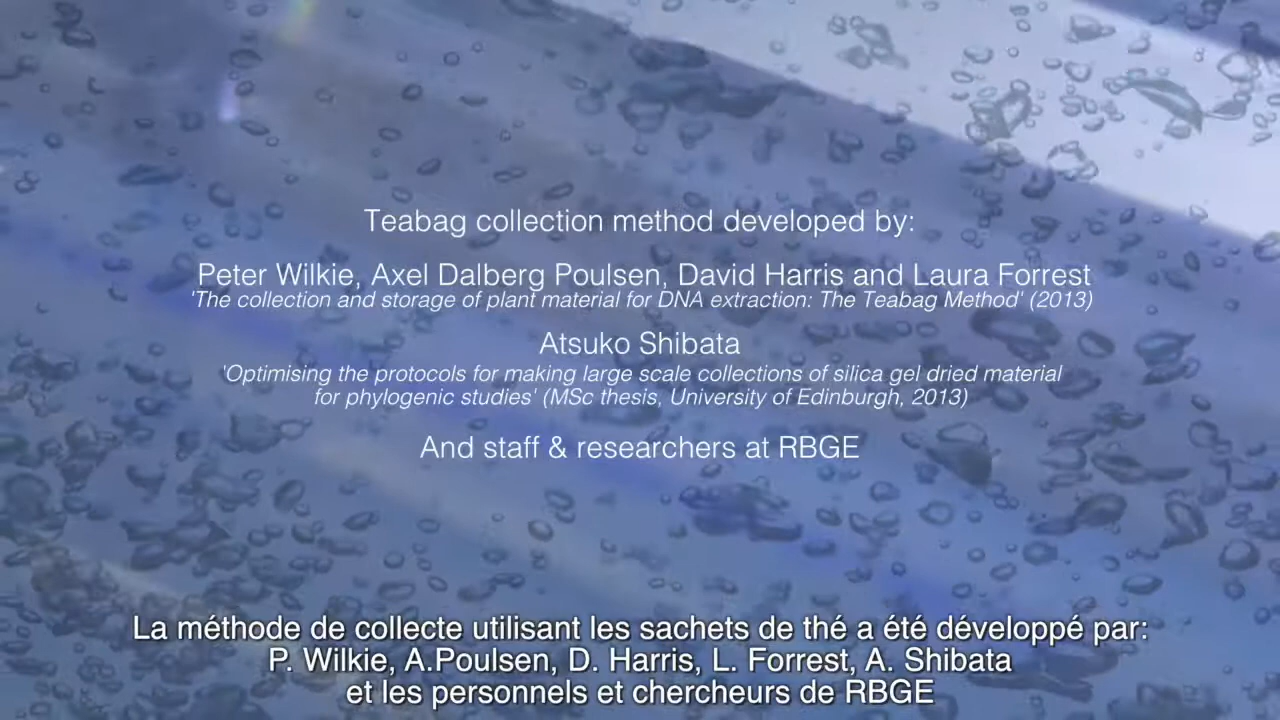 Teabag collection method developed by:
Peter Wilkie, Axel Dalberg Poulsen, David Harris and Laura Forrest
'The collection and storage of plant material for DNA extraction: The Teabag Method' (2013)
Atsuko Shibata
'Optimising the protocols for making large scale collections of silica gel dried material
for phylogenic studies' (MSc thesis, University of Edinburgh, 2013)
And staff & researchers at RBGE
La méthode de collecte utilisant les sachets de thé a été développé par:
P. Wilkie, A.Poulsen, D. Harris, L. Forrest, A. Shibata
et les personnels et chercheurs de RBGE